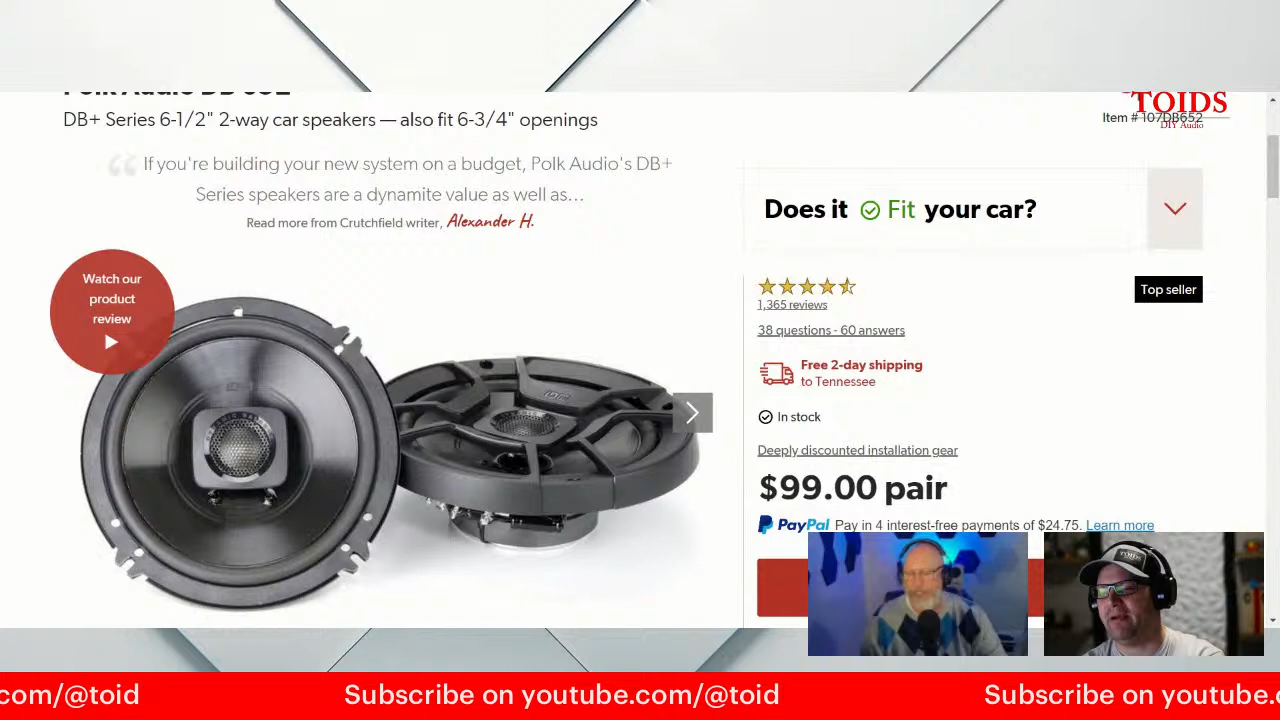 Polk Audio DB 652
TOIDS
DIY Audio
Item # 107DB652
DB+ Series 6-1/2" 2-way car speakers — also fit 6-3/4" openings
“ If you're building your new system on a budget, Polk Audio's DB+
Series speakers are a dynamite value as well as…
Read more from Crutchfield writer, Alexander H.
Does it Fit your car?
Watch our
product
review
1,365 reviews
Top seller
38 questions - 60 answers
Free 2-day shipping
to Tennessee
In stock
Deeply discounted installation gear
$99.00 pair
PayPal Pay in 4 interest-free payments of $24.75. Learn more
TOIDS
com/@toid
Subscribe on youtube.com/@toid
Subscribe on youtube.c